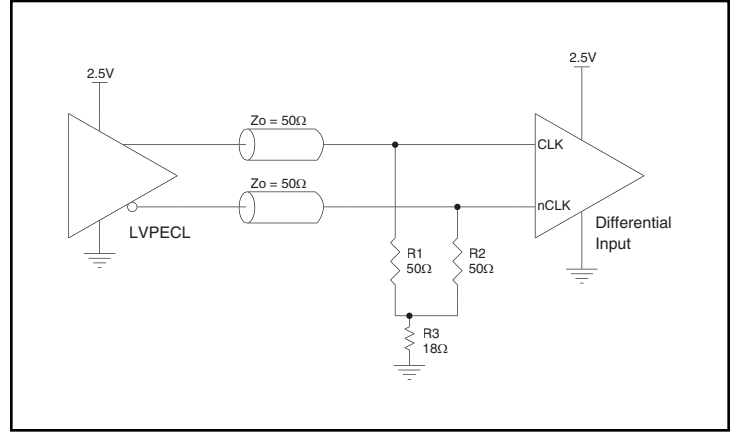 2.5V
2.5V
Zo = 50Ω
CLK
Zo = 50Ω
nCLK
LVPECL
Differential
Input
R1
50Ω
R2
50Ω
R3
18Ω